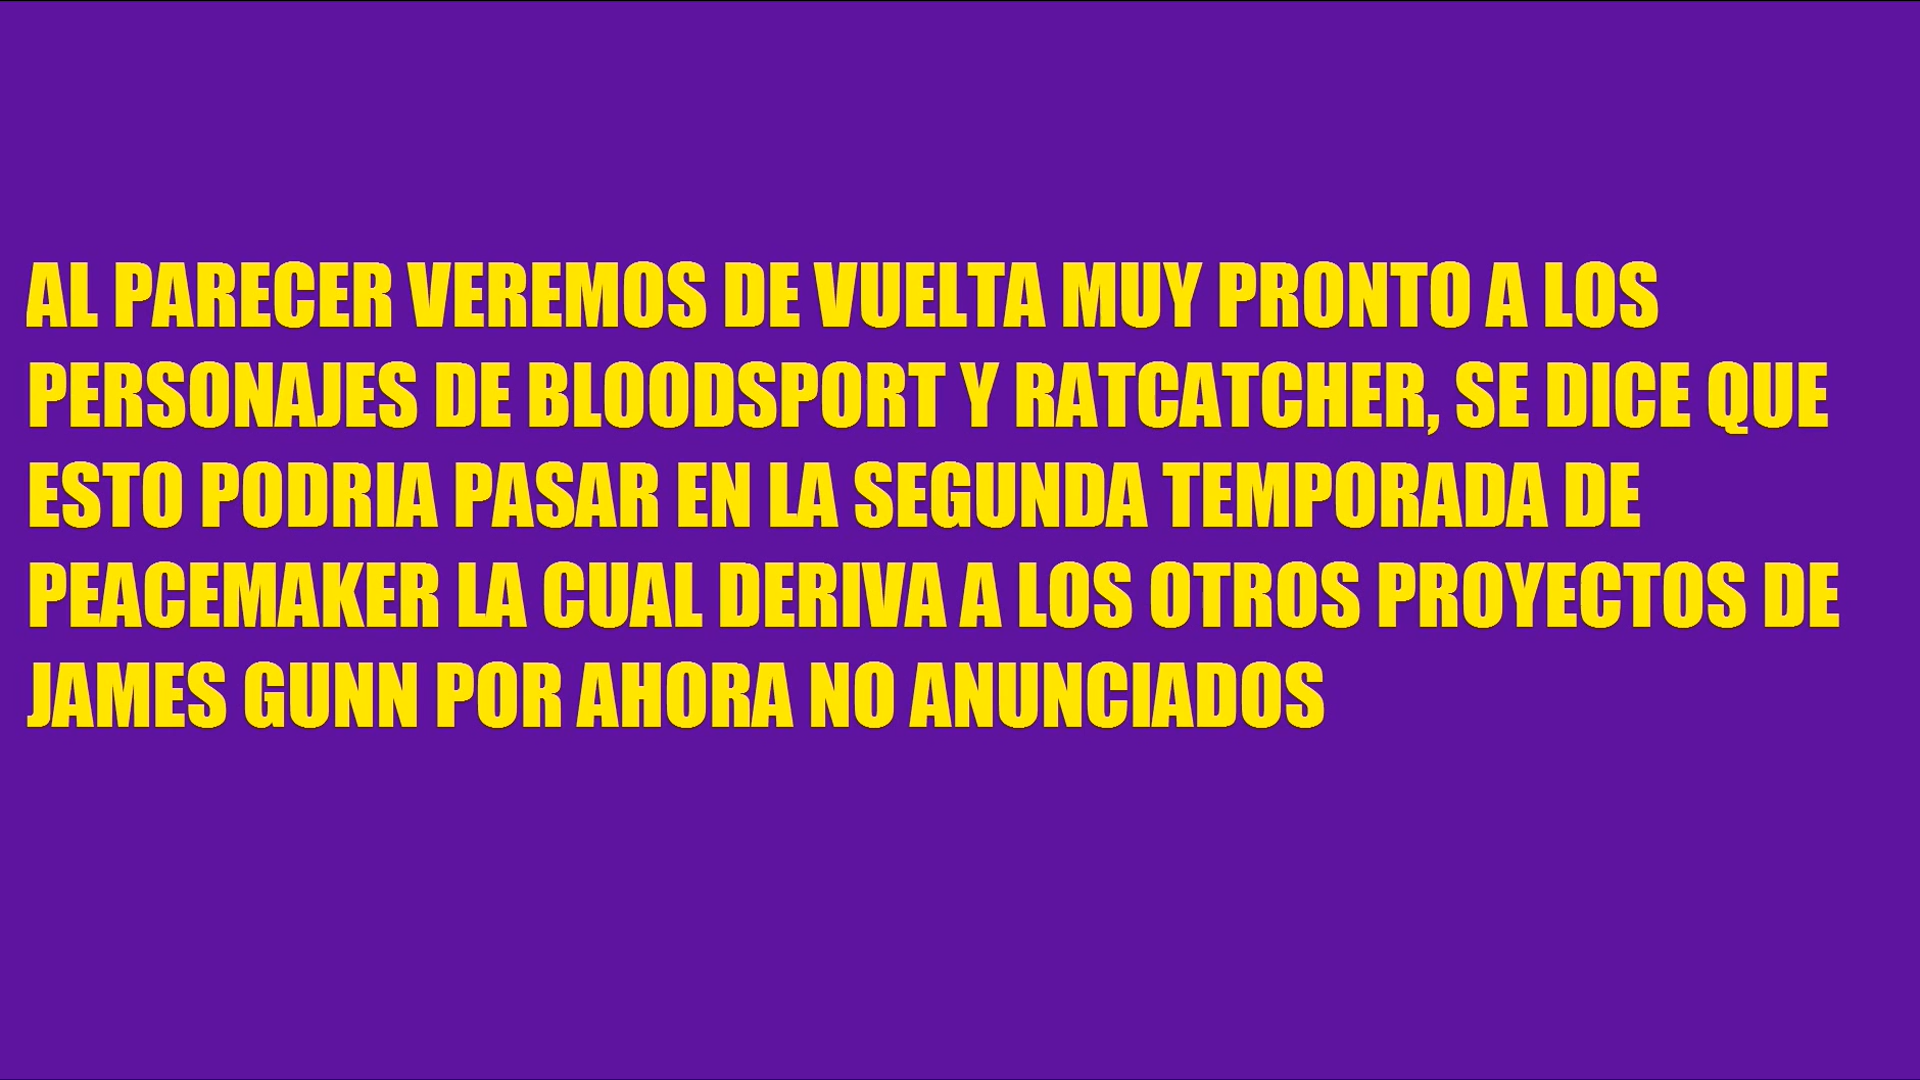 AL PARECER VEREMOS DE VUELTA MUY PRONTO A LOS
PERSONAJES DE BLOODSPORT Y RATCATCHER, SE DICE QUE
ESTO PODRIA PASAR EN LA SEGUNDA TEMPORADA DE
PEACEMAKER LA CUAL DERIVA A LOS OTROS PROYECTOS DE
JAMES GUNN POR AHORA NO ANUNCIADOS